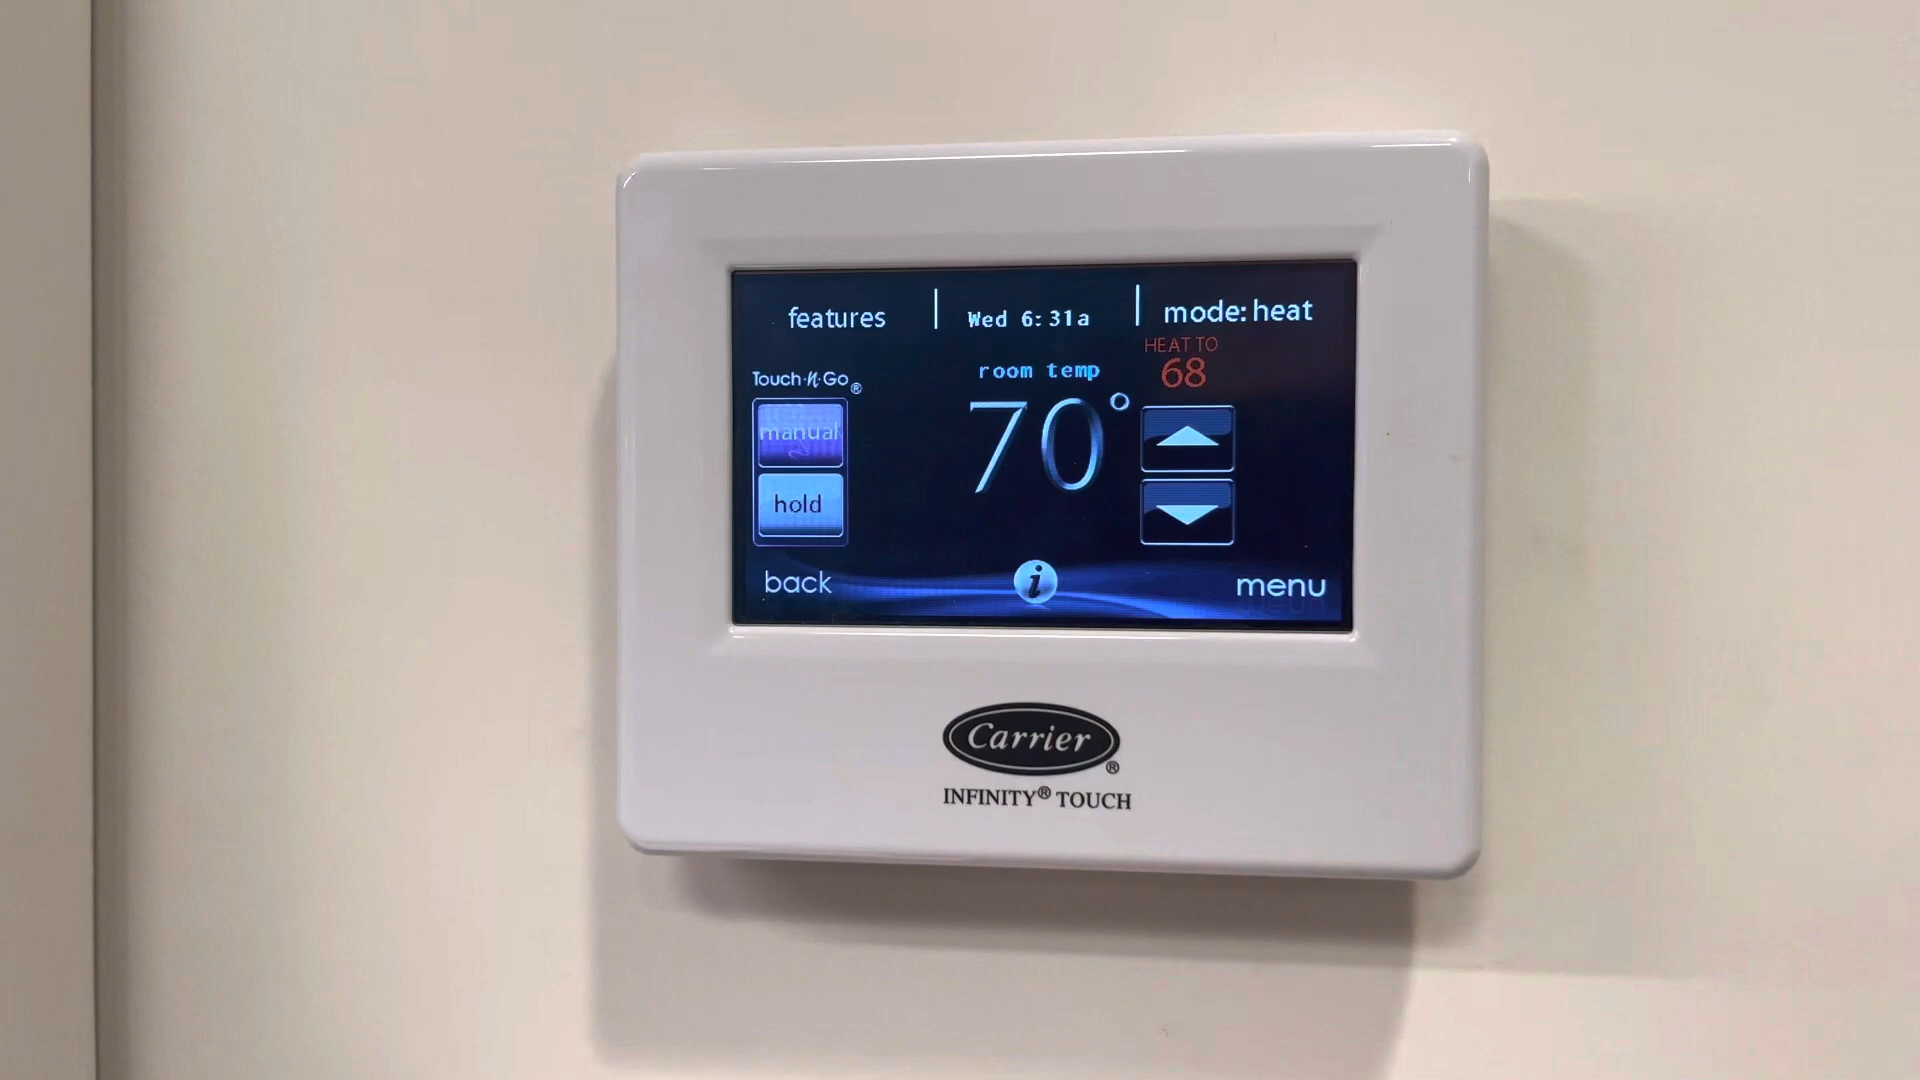 features
Wed 6:31a
mode: heat
HEAT TO
68
room temp
70°
Touch·N·Go®
manual
hold
back
i
menu
Carrier®
INFINITY® TOUCH